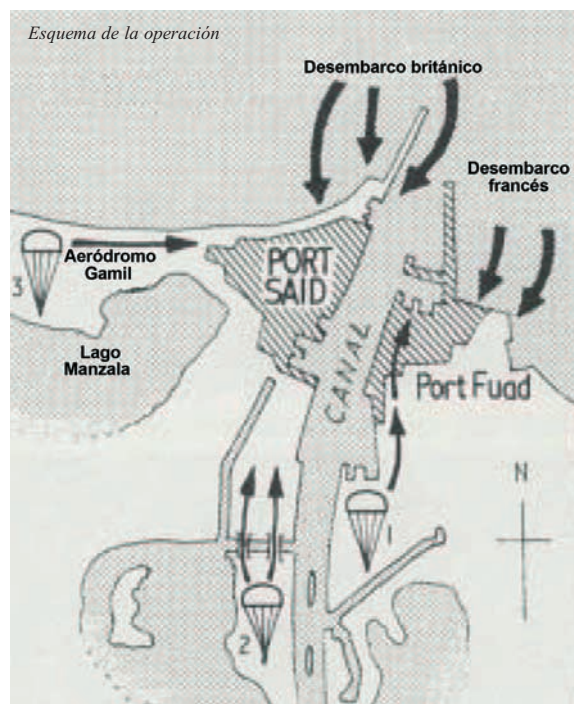 Esquema de la operación
Desembarco británico
Desembarco
francés
Aeródromo
Gamil
3
PORT
SAID
Lago
Manzala
CANAL
Port Fuad
N
1
2